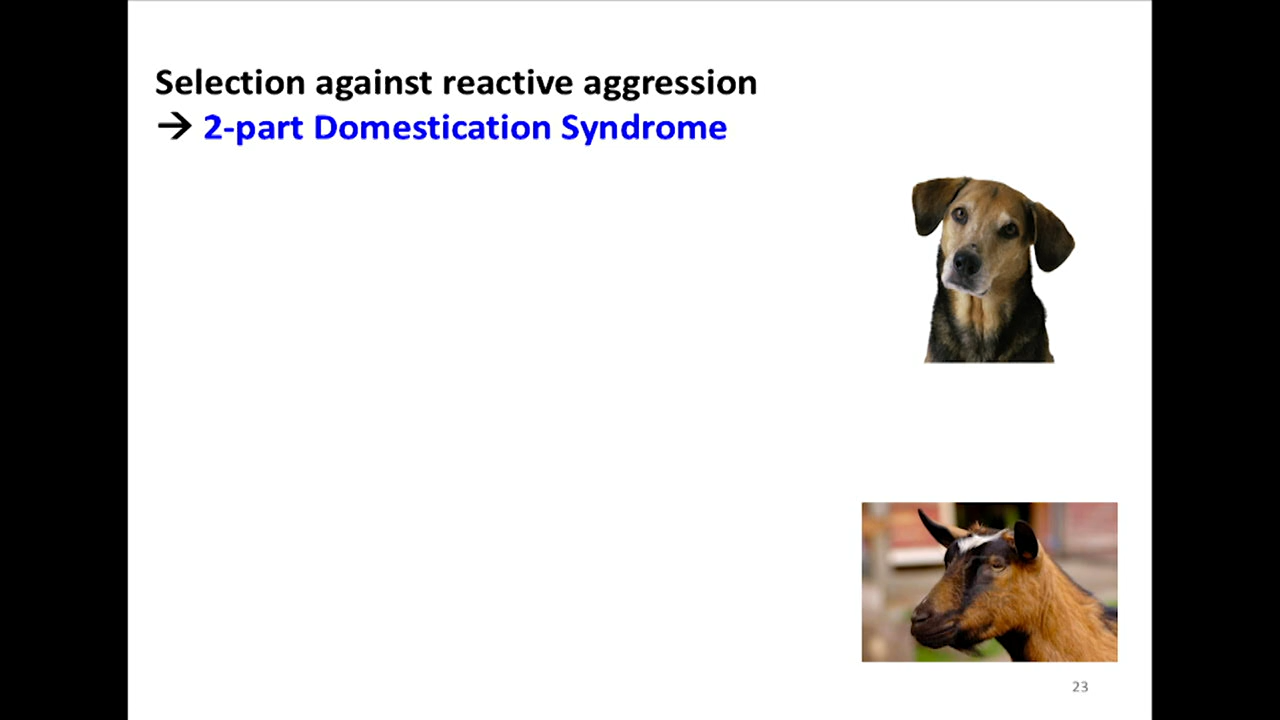 Selection against reactive aggression
→ 2-part Domestication Syndrome
23